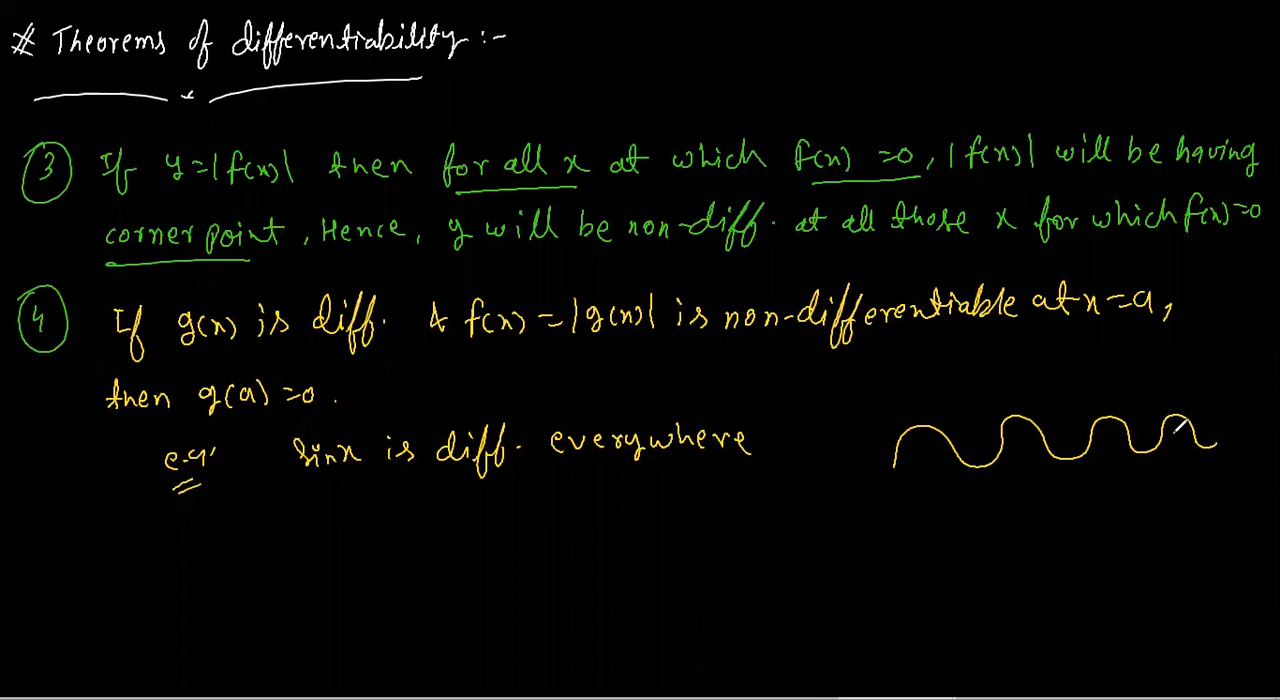 # Theorems of differentiability :-
③ If y=|f(x)| then for all x at which f(x) =0, |f(x)| will be having
corner point, Hence, y will be non-diff. at all those x for which f(x)=0
④ If g(x) is diff. & f(x) = |g(x)| is non-differentiable at x=a,
then g(a) =0.
e.g. sinx is diff. everywhere